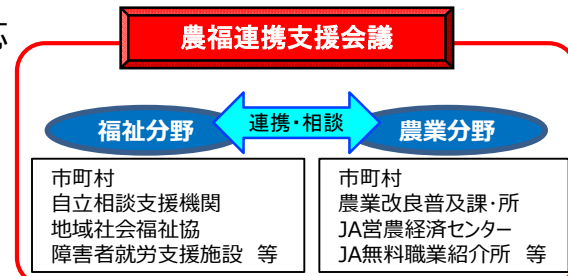 農福連携支援会議
福祉分野
連携・相談
農業分野
市町村
自立相談支援機関
地域社会福祉協
障害者就労支援施設 等
市町村
農業改良普及課・所
JA営農経済センター
JA無料職業紹介所 等